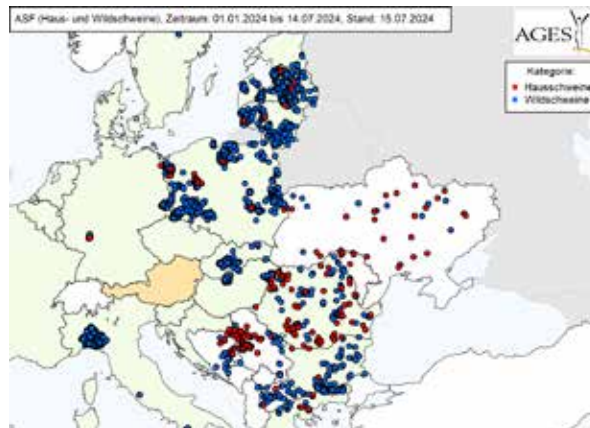 ASF (Haus- und Wildschweine), Zeitraum: 01.01.2024 bis 14.07.2024, Stand: 15.07.2024
AGES
Kategorie:
Hausschweine
Wildschweine